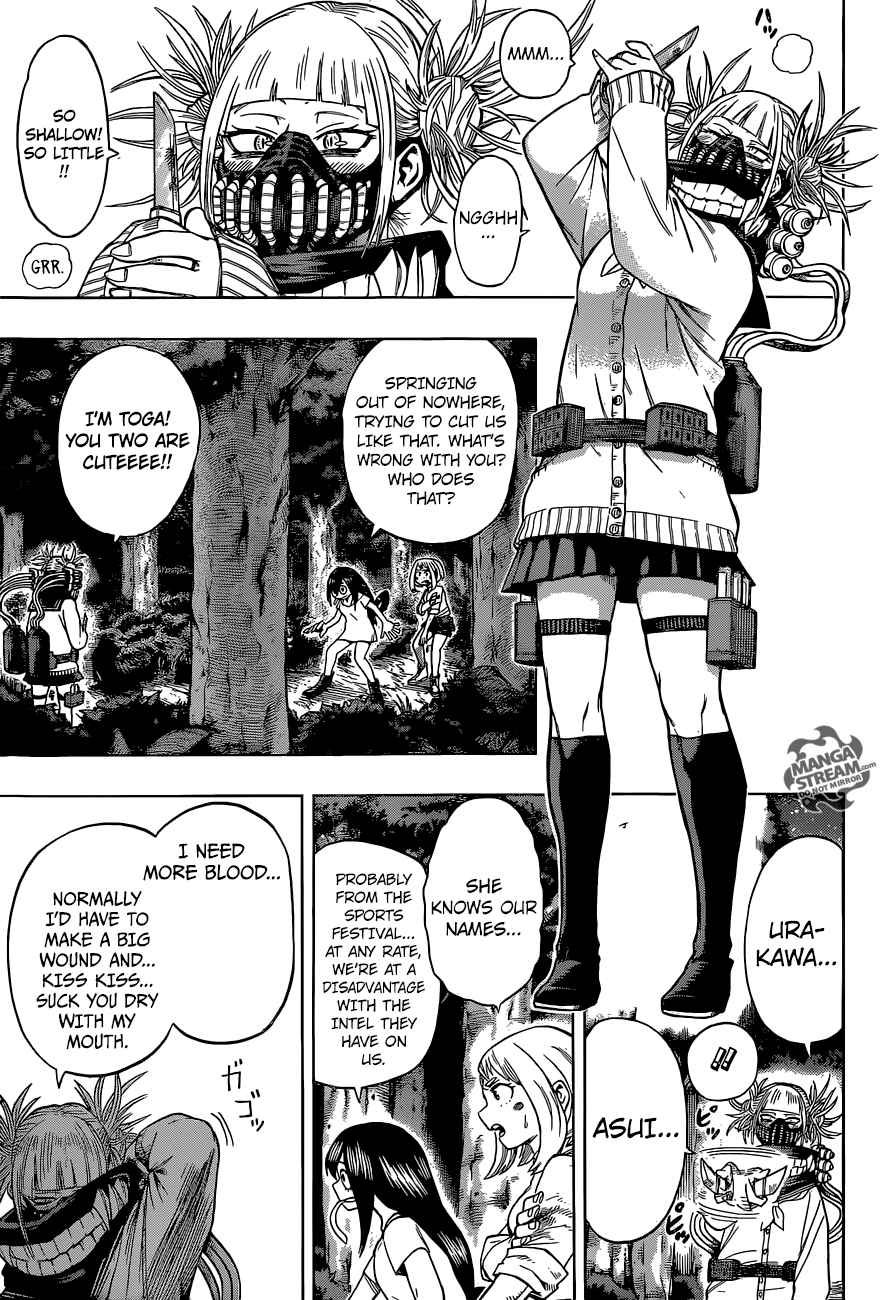 MMM...
NGGHH
...
SO
SHALLOW!
SO LITTLE
!!
GRR.
SPRINGING
OUT OF NOWHERE,
TRYING TO CUT US
LIKE THAT. WHAT'S
WRONG WITH YOU?
WHO DOES
THAT?
I'M TOGA!
YOU TWO ARE
CUTEEEE!!
MANGA
STREAM.com
DO NOT MIRROR
URA-
KAWA...
!!
ASUI...
SHE
KNOWS OUR
NAMES...
PROBABLY
FROM THE
SPORTS
FESTIVAL...
AT ANY RATE,
WE'RE AT A
DISADVANTAGE
WITH THE
INTEL THEY
HAVE ON
US.
I NEED
MORE BLOOD...
NORMALLY
I'D HAVE TO
MAKE A BIG
WOUND AND...
KISS KISS...
SUCK YOU DRY
WITH MY
MOUTH.
ガゴッ